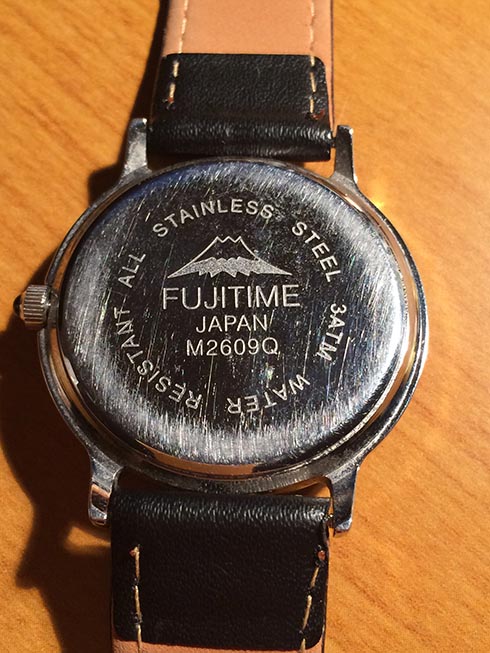 ALL STAINLESS STEEL 3ATM WATER RESISTANT
FUJITIME
JAPAN
M2609Q